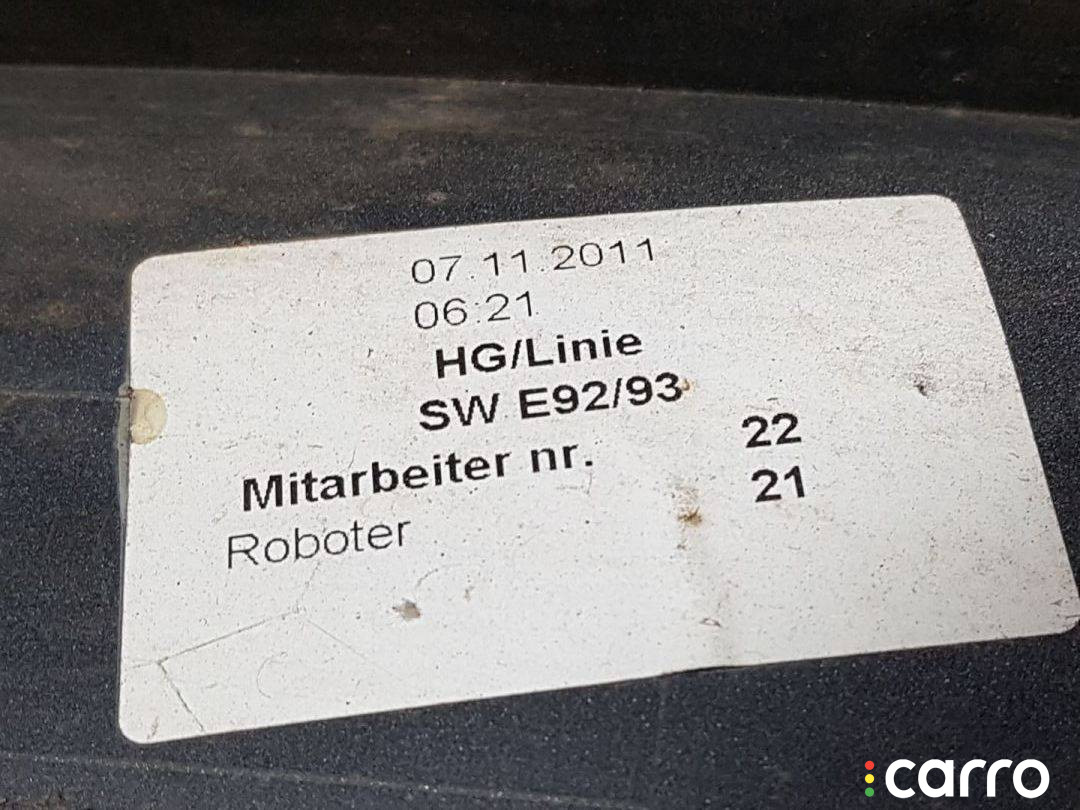 07.11.2011
06:21
HG/Linie
SW E92/93
Mitarbeiter nr. 22
Roboter 21
carro